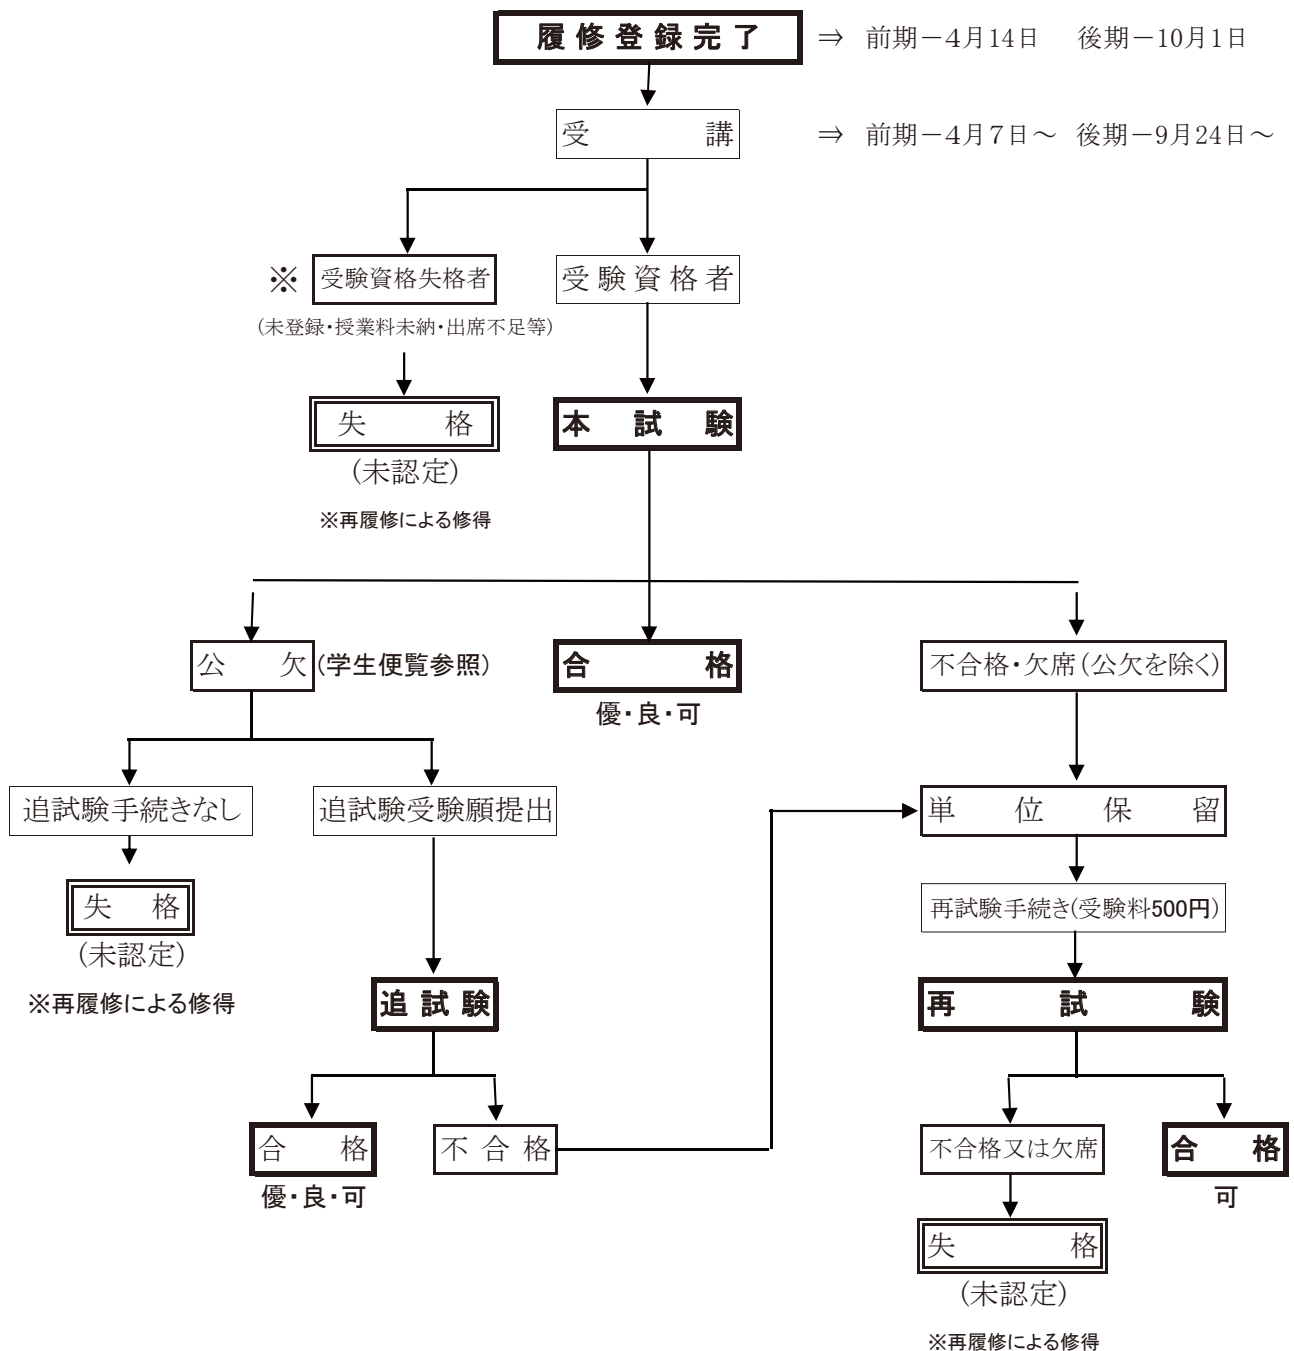 履修登録完了 ⇒ 前期－4月14日 後期－10月1日
受講 ⇒ 前期－4月7日～ 後期－9月24日～
※ 受験資格失格者 受験資格者
(未登録・授業料未納・出席不足等)
失格 本試験
(未認定)
※再履修による修得
公欠 (学生便覧参照) 合格 不合格・欠席(公欠を除く)
優・良・可
追試験手続きなし 追試験受験願提出 単位保留
失格 再試験手続き(受験料500円)
(未認定)
※再履修による修得 追試験 再試験
合格 不合格 不合格又は欠席 合格
優・良・可 可
失格
(未認定)
※再履修による修得